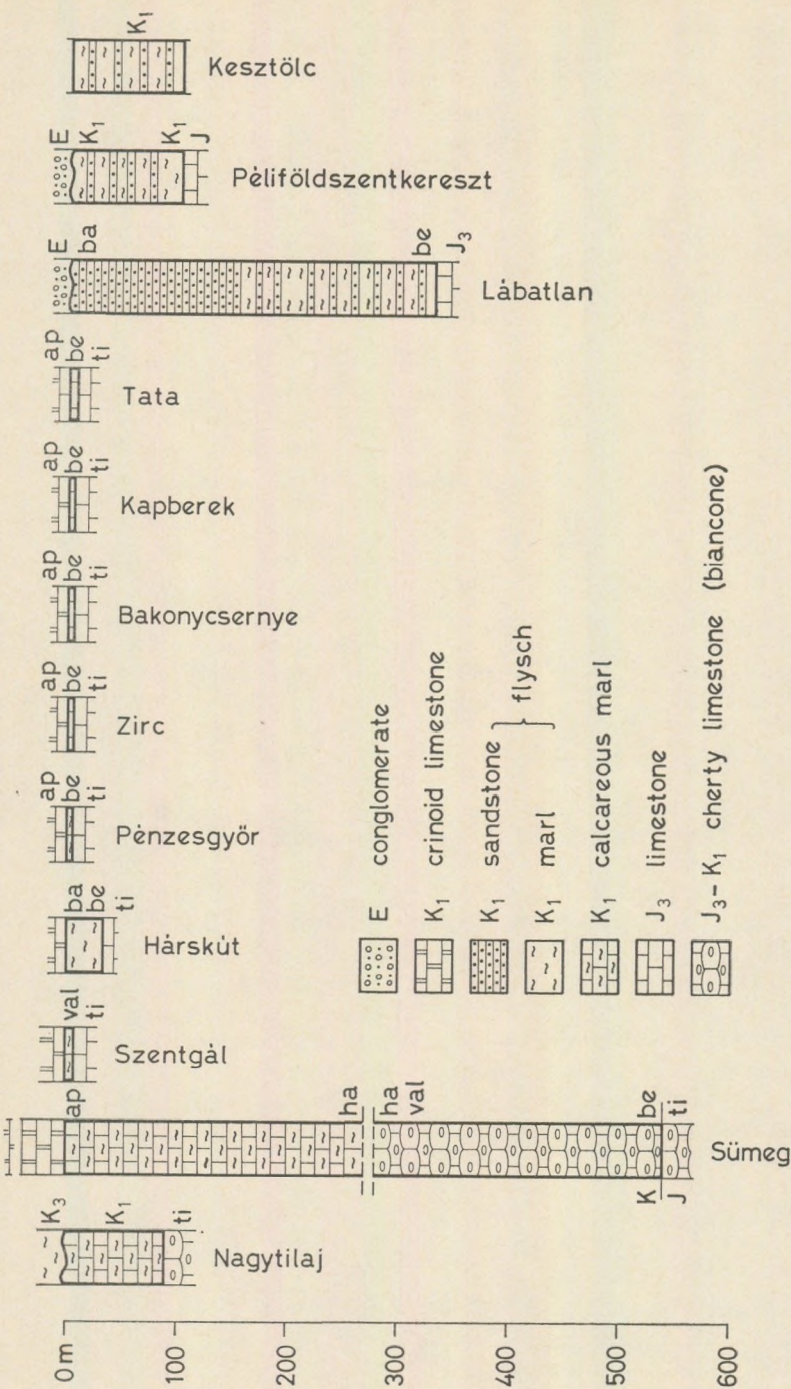 K₁
Kesztölc
E K₁ K₁ J
Péliföldszentkereszt
E ba be J₃
Lábatlan
ap be ti
Tata
ap be ti
Kapberek
ap be ti
Bakonycsernye
ap be ti
Zirc
ap be ti
Pénzesgyőr
ba be ti
Hárskút
val ti
Szentgál
ap ha ha val be ti
K J
Sümeg
K₃ K₁ ti
Nagytilaj
E conglomerate
K₁ crinoid limestone
K₁ sandstone
K₁ marl
flysch
K₁ calcareous marl
J₃ limestone
J₃-K₁ cherty limestone (biancone)
0 m 100 200 300 400 500 600